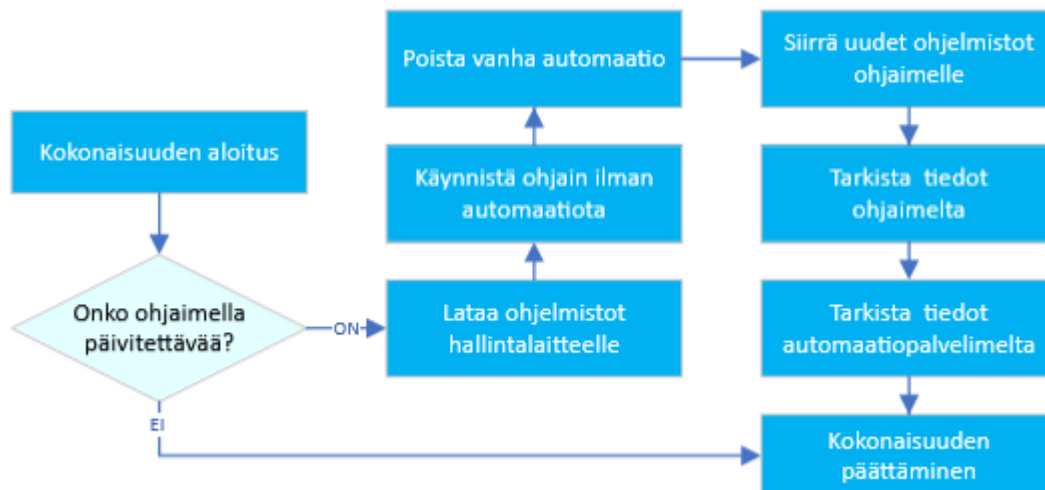 Kokonaisuuden aloitus
Onko ohjaimella
päivitettävää?
ON
EI
Lataa ohjelmistot
hallintalaitteelle
Käynnistä ohjain ilman
automaatiota
Poista vanha automaatio
Siirrä uudet ohjelmistot
ohjaimelle
Tarkista tiedot
ohjaimelta
Tarkista tiedot
automaatiopalvelimelta
Kokonaisuuden
päättäminen